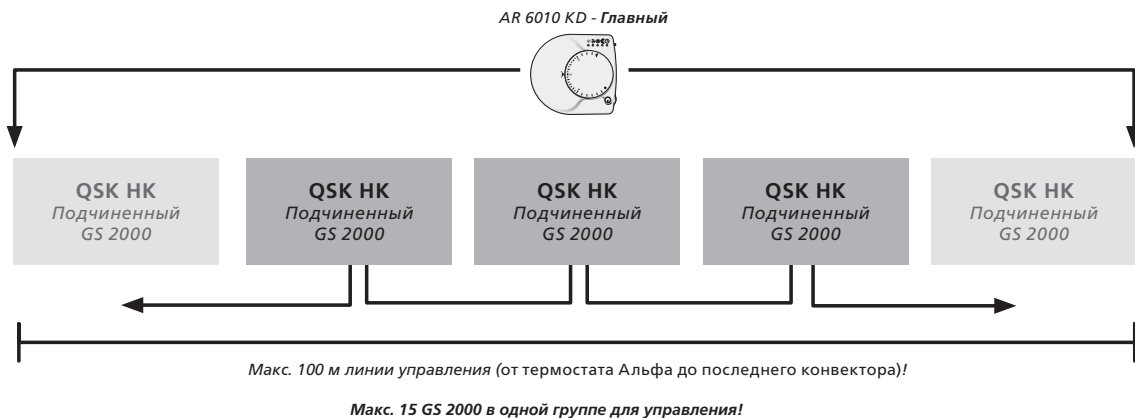 AR 6010 KD - Главный
QSK HK
Подчиненный
GS 2000
QSK HK
Подчиненный
GS 2000
QSK HK
Подчиненный
GS 2000
QSK HK
Подчиненный
GS 2000
QSK HK
Подчиненный
GS 2000
Макс. 100 м линии управления (от термостата Альфа до последнего конвектора)!
Макс. 15 GS 2000 в одной группе для управления!